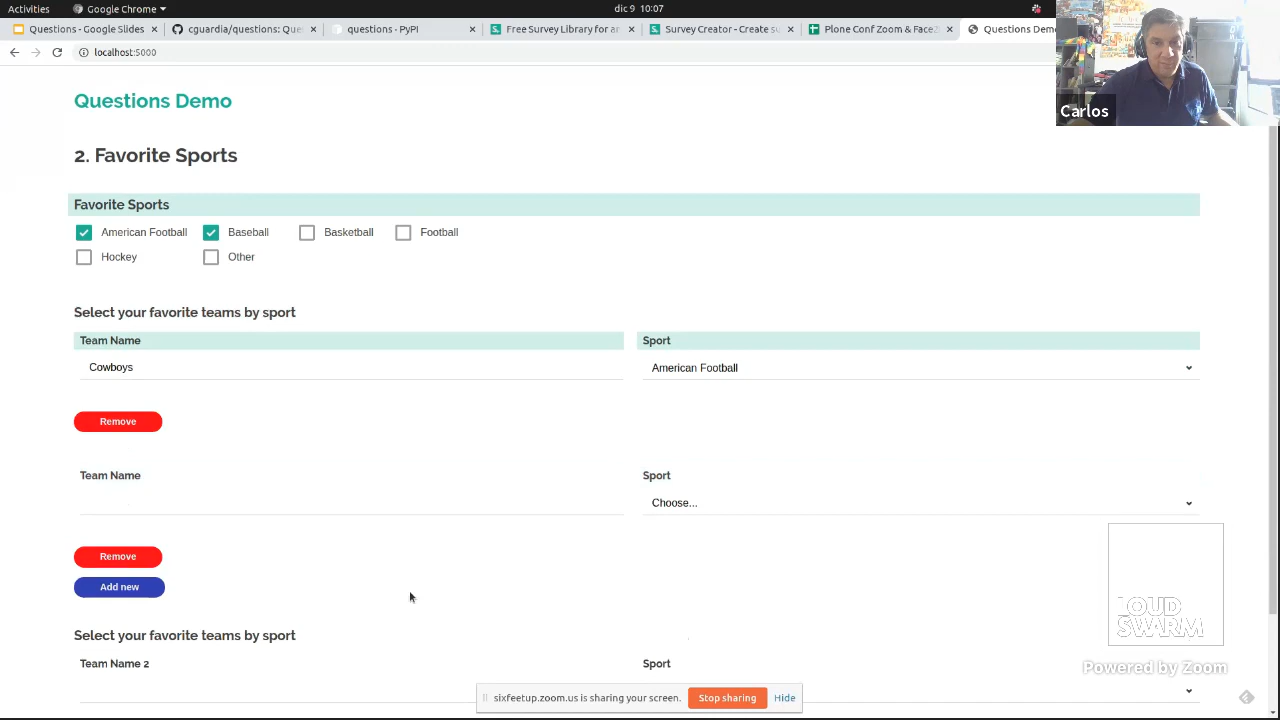 Activities Google Chrome dic 9 10:07
Questions - Google Slides cguardia/questions: Que questions · PyPI Free Survey Library for an Survey Creator - Create su Plone Conf Zoom & Face2 Questions Demo
localhost:5000
Carlos
Questions Demo
2. Favorite Sports
Favorite Sports
American Football Baseball Basketball Football
Hockey Other
Select your favorite teams by sport
Team Name Sport
Cowboys American Football
Remove
Team Name Sport
Choose...
Remove
Add new
LOUD
SWARM
Select your favorite teams by sport
Team Name 2 Sport
Powered by Zoom
sixfeetup.zoom.us is sharing your screen. Stop sharing Hide